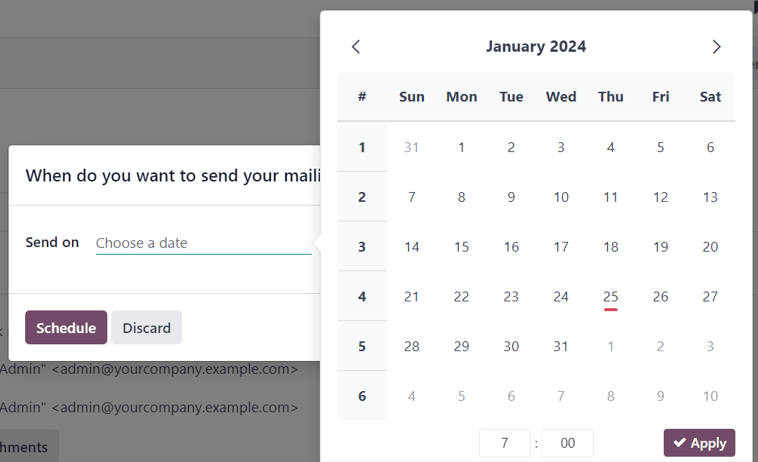 January 2024
# Sun Mon Tue Wed Thu Fri Sat
1 31 1 2 3 4 5 6
2 7 8 9 10 11 12 13
3 14 15 16 17 18 19 20
4 21 22 23 24 25 26 27
5 28 29 30 31 1 2 3
6 4 5 6 7 8 9 10
7 : 00 Apply
When do you want to send your maili
Send on Choose a date
Schedule Discard
Admin" <admin@yourcompany.example.com>
Admin" <admin@yourcompany.example.com>
hments